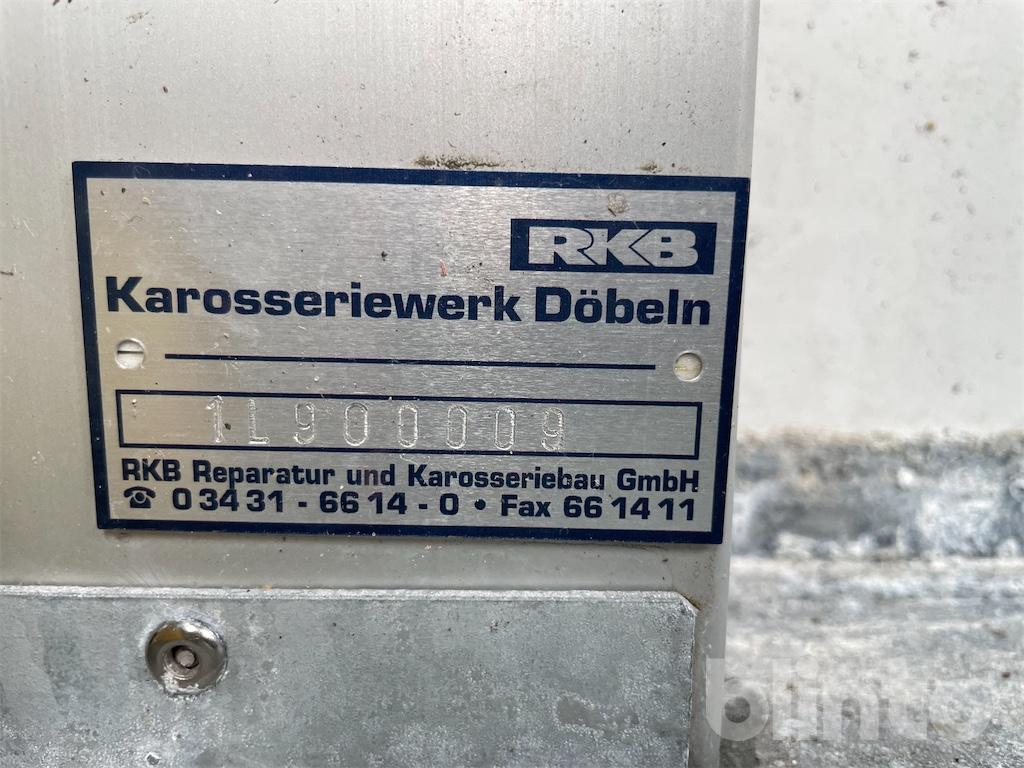 RKB
Karosseriewerk Döbeln
1L900009
RKB Reparatur und Karosseriebau GmbH
☎ 0 34 31 - 66 14 - 0 • Fax 66 14 11
blinto